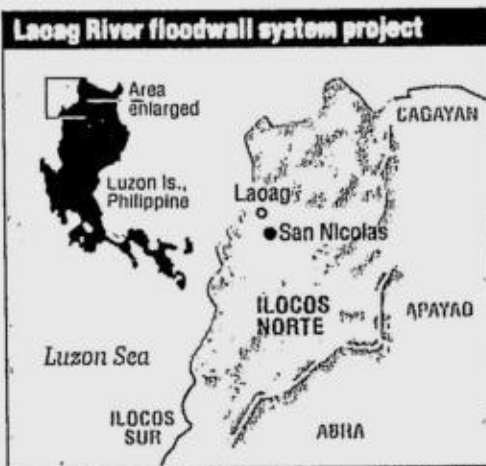 Laoag River floodwall system project
Area
enlarged
CAGAYAN
Luzon Is.,
Philippine
Laoag
San Nicolas
ILOCOS
NORTE
APAYAO
Luzon Sea
ILOCOS
SUR
ABRA